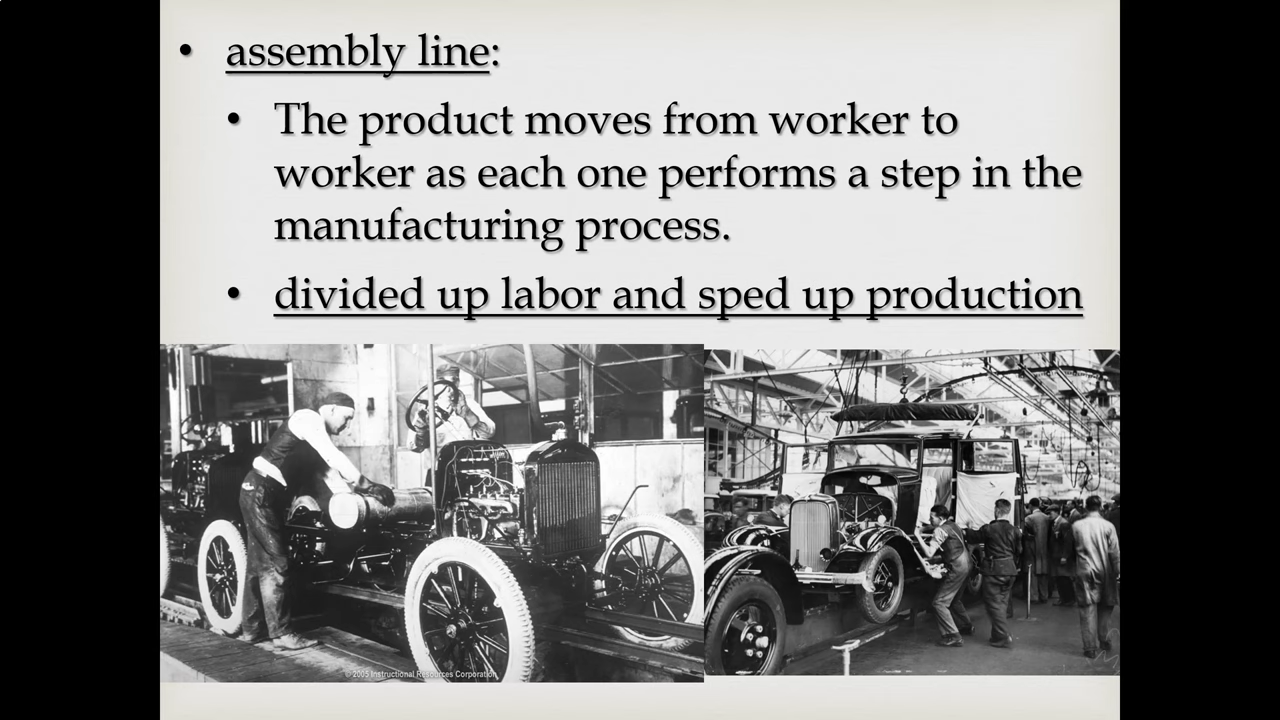 • assembly line:
• The product moves from worker to
worker as each one performs a step in the
manufacturing process.
• divided up labor and sped up production
© 2005 Instructional Resources Corporation